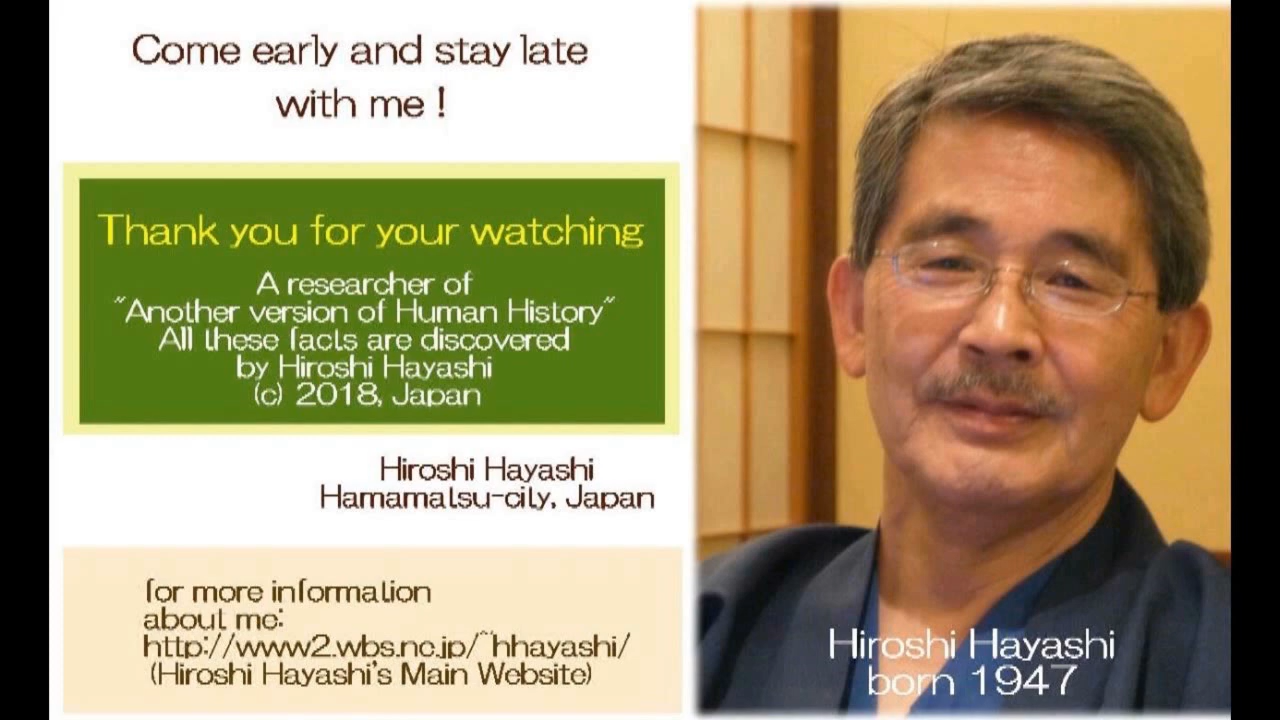 Come early and stay late
with me !
Thank you for your watching
A researcher of
"Another version of Human History"
All these facts are discovered
by Hiroshi Hayashi
(c) 2018, Japan
Hiroshi Hayashi
Hamamatsu-city, Japan
for more information
about me:
http://www2.wbs.ne.jp/~hhayashi/
(Hiroshi Hayashi's Main Website)
Hiroshi Hayashi
born 1947